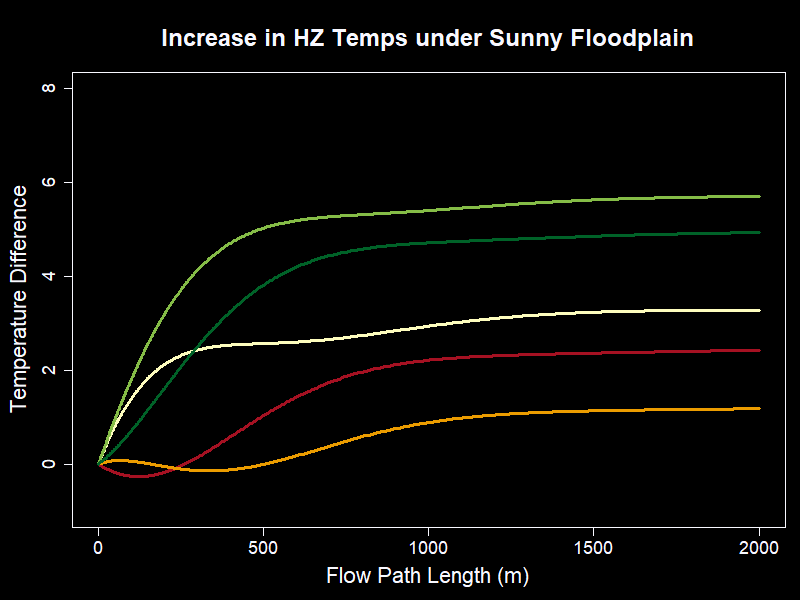 Increase in HZ Temps under Sunny Floodplain
8
6
4
2
0
Temperature Difference
0 500 1000 1500 2000
Flow Path Length (m)